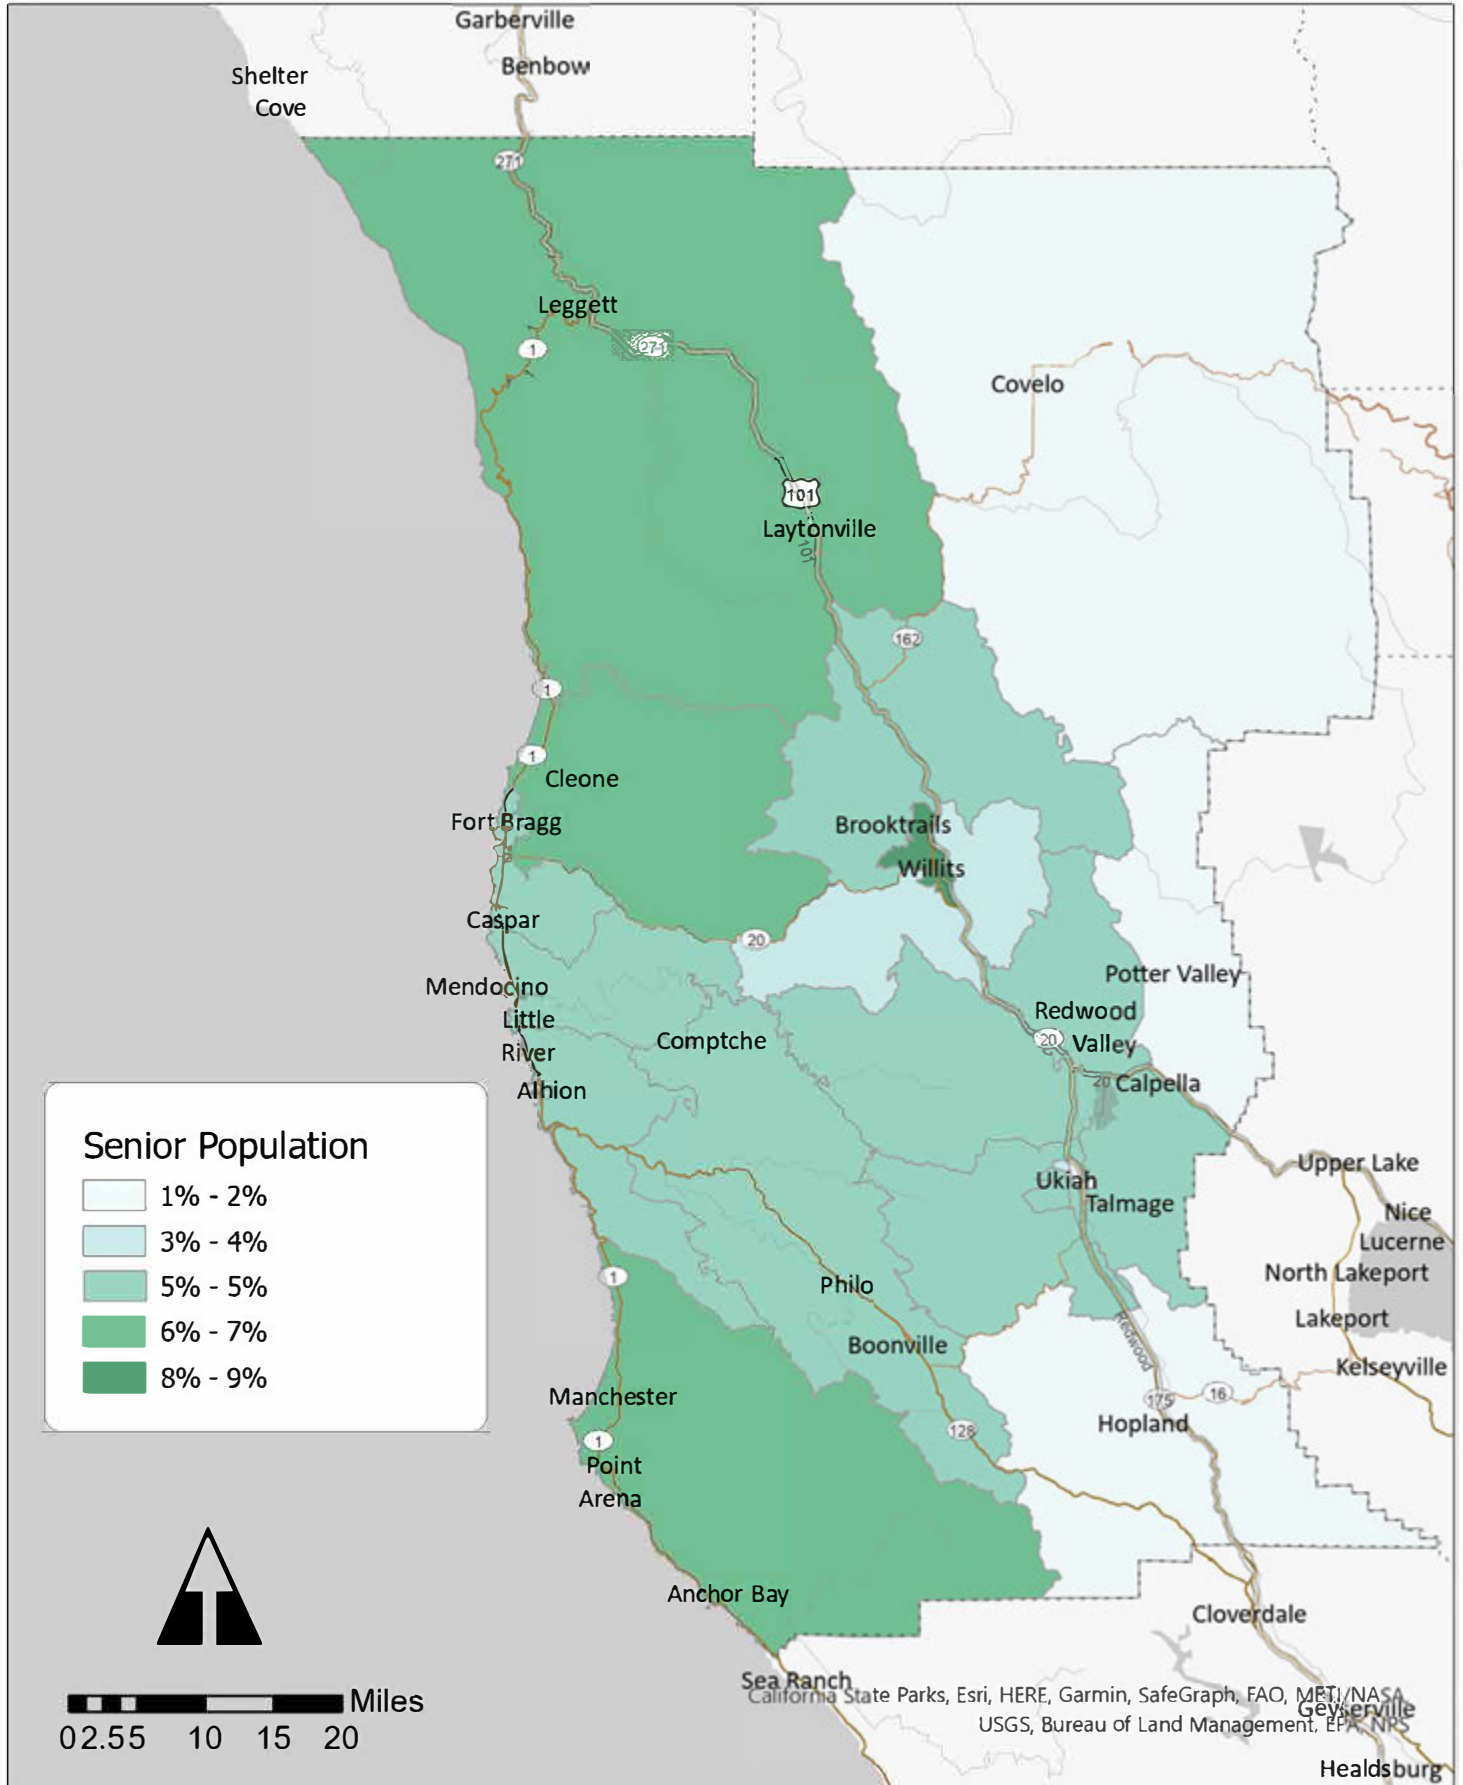 Garberville
Benbow
Shelter
Cove
271
Leggett
1
271
Covelo
101
Laytonville
101
162
1
1
Cleone
Fort Bragg
Brooktrails
Willits
Caspar
20
Potter Valley
Mendocino
Little
River
Redwood
Valley
20
Comptche
20
Calpella
Alhion
Senior Population
1% - 2%
3% - 4%
5% - 5%
6% - 7%
8% - 9%
Upper Lake
Ukiah
Talmage
Nice
Lucerne
North Lakeport
Lakeport
Kelseyville
1
Philo
Boonville
Redwood
Manchester
175
16
Hopland
128
1
Point
Arena
Anchor Bay
Cloverdale
Sea Ranch
California State Parks, Esri, HERE, Garmin, SafeGraph, FAO, METI/NASA,
USGS, Bureau of Land Management, EPA, NPS
Geyserville
Healdsburg
Miles
0 2.5 5 10 15 20